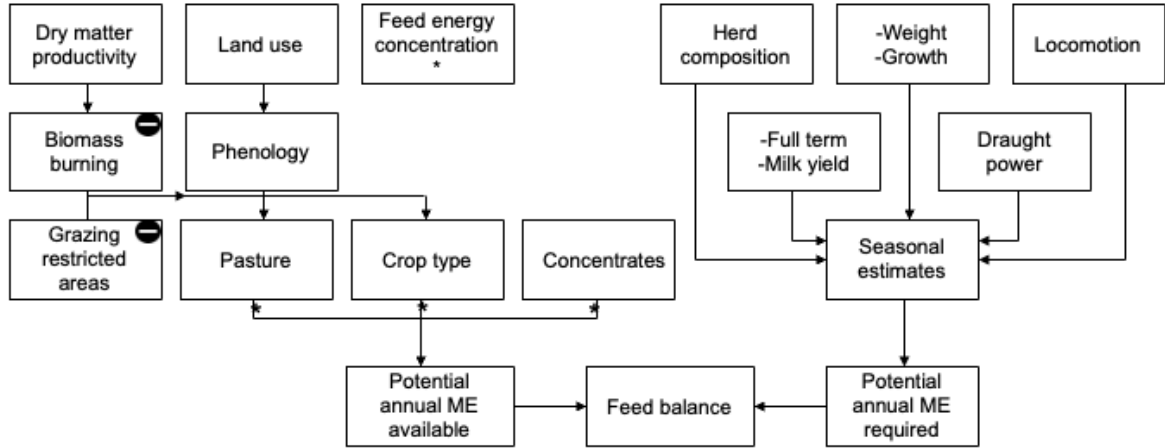 Dry matter
productivity
Land use
Feed energy
concentration
*
Herd
composition
-Weight
-Growth
Locomotion
Biomass
burning
Phenology
-Full term
-Milk yield
Draught
power
Grazing
restricted
areas
Pasture
Crop type
Concentrates
Seasonal
estimates
*
*
*
Potential
annual ME
available
Feed balance
Potential
annual ME
required